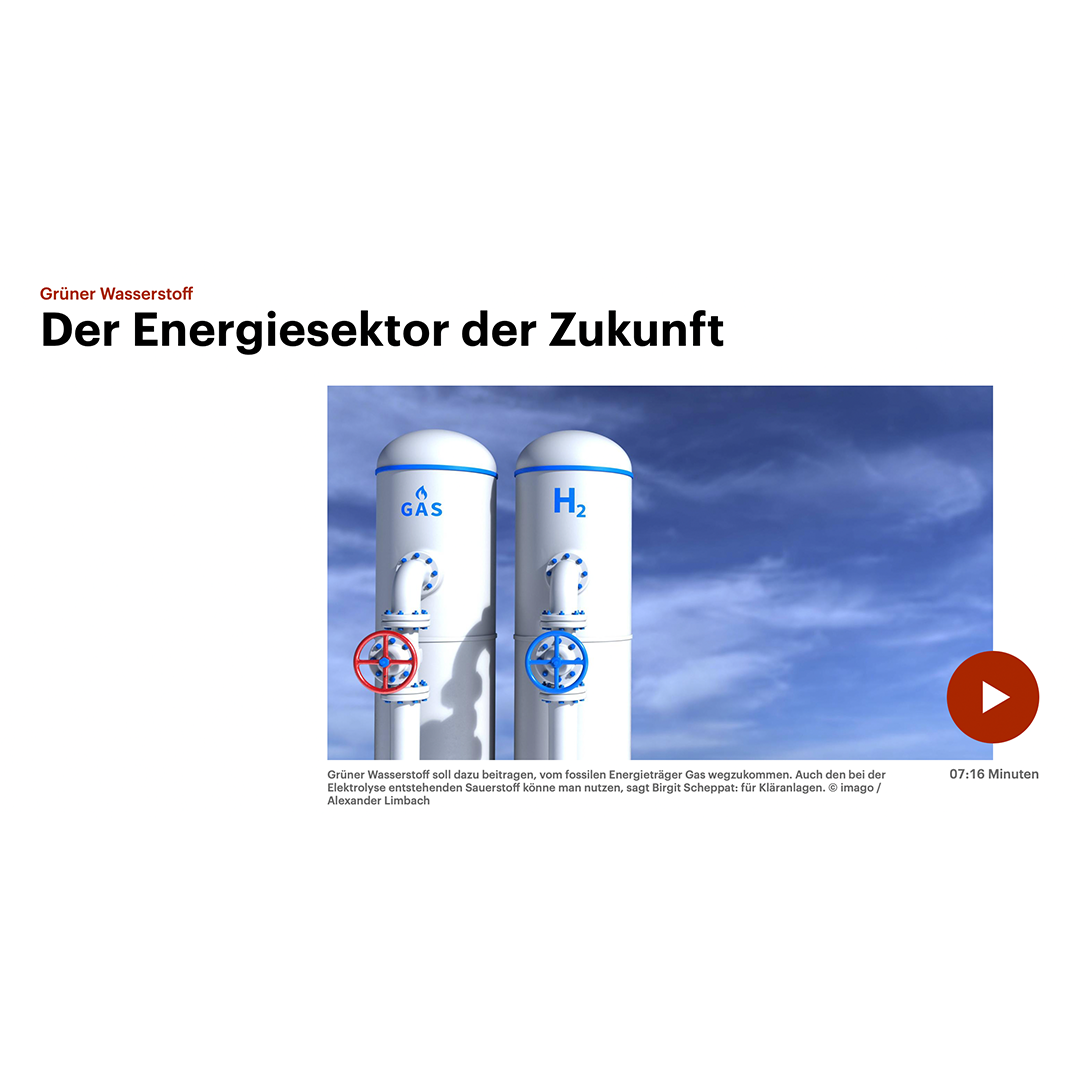 Grüner Wasserstoff
Der Energiesektor der Zukunft
GAS
H₂
Grüner Wasserstoff soll dazu beitragen, vom fossilen Energieträger Gas wegzukommen. Auch den bei der
Elektrolyse entstehenden Sauerstoff könne man nutzen, sagt Birgit Scheppat: für Kläranlagen. © imago /
Alexander Limbach
07:16 Minuten